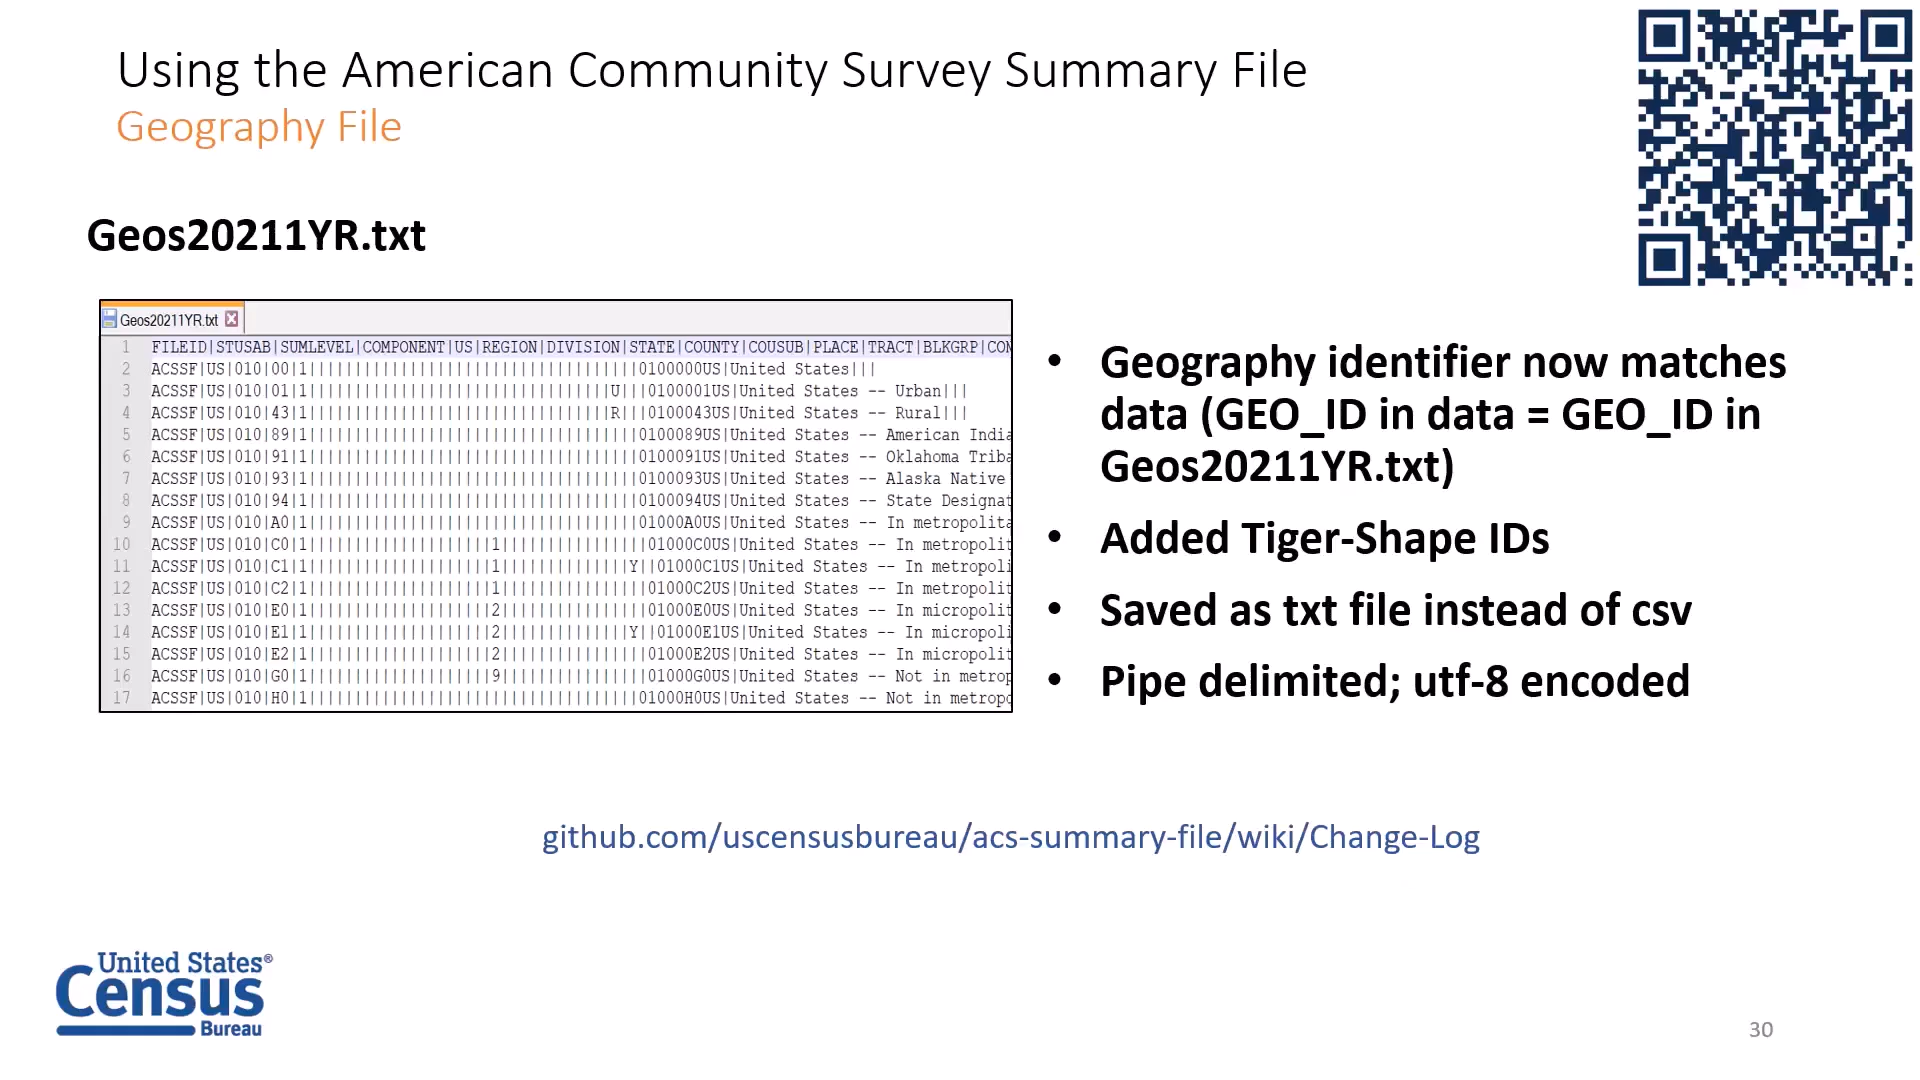 Using the American Community Survey Summary File
Geography File
Geos20211YR.txt
Geos20211YR.txt
1 FILEID|STUSAB|SUMLEVEL|COMPONENT|US|REGION|DIVISION|STATE|COUNTY|COUSUB|PLACE|TRACT|BLKGRP|CON
2 ACSSF|US|010|00|1||||||||||||||||||||||||||||||||||||0100000US|United States|||
3 ACSSF|US|010|01|1|||||||||||||||||||||||||||||||||U|||0100001US|United States -- Urban|||
4 ACSSF|US|010|43|1|||||||||||||||||||||||||||||||||R|||0100043US|United States -- Rural|||
5 ACSSF|US|010|89|1||||||||||||||||||||||||||||||||||||0100089US|United States -- American India
6 ACSSF|US|010|91|1||||||||||||||||||||||||||||||||||||0100091US|United States -- Oklahoma Triba
7 ACSSF|US|010|93|1||||||||||||||||||||||||||||||||||||0100093US|United States -- Alaska Native
8 ACSSF|US|010|94|1||||||||||||||||||||||||||||||||||||0100094US|United States -- State Designat
9 ACSSF|US|010|A0|1||||||||||||||||||||||||||||||||||||01000A0US|United States -- In metropolita
10 ACSSF|US|010|C0|1||||||||||||||||||||1||||||||||||||||01000C0US|United States -- In metropolit
11 ACSSF|US|010|C1|1||||||||||||||||||||1||||||||||||||Y||01000C1US|United States -- In metropoli
12 ACSSF|US|010|C2|1||||||||||||||||||||1||||||||||||||||01000C2US|United States -- In metropolit
13 ACSSF|US|010|E0|1||||||||||||||||||||2||||||||||||||||01000E0US|United States -- In micropolit
14 ACSSF|US|010|E1|1||||||||||||||||||||2||||||||||||||Y||01000E1US|United States -- In micropoli
15 ACSSF|US|010|E2|1||||||||||||||||||||2||||||||||||||||01000E2US|United States -- In micropolit
16 ACSSF|US|010|G0|1||||||||||||||||||||9||||||||||||||||01000G0US|United States -- Not in metrop
17 ACSSF|US|010|H0|1||||||||||||||||||||||||||||||||||||01000H0US|United States -- Not in metropo
• Geography identifier now matches
data (GEO_ID in data = GEO_ID in
Geos20211YR.txt)
• Added Tiger-Shape IDs
• Saved as txt file instead of csv
• Pipe delimited; utf-8 encoded
github.com/uscensusbureau/acs-summary-file/wiki/Change-Log
United States®
Census
Bureau
30